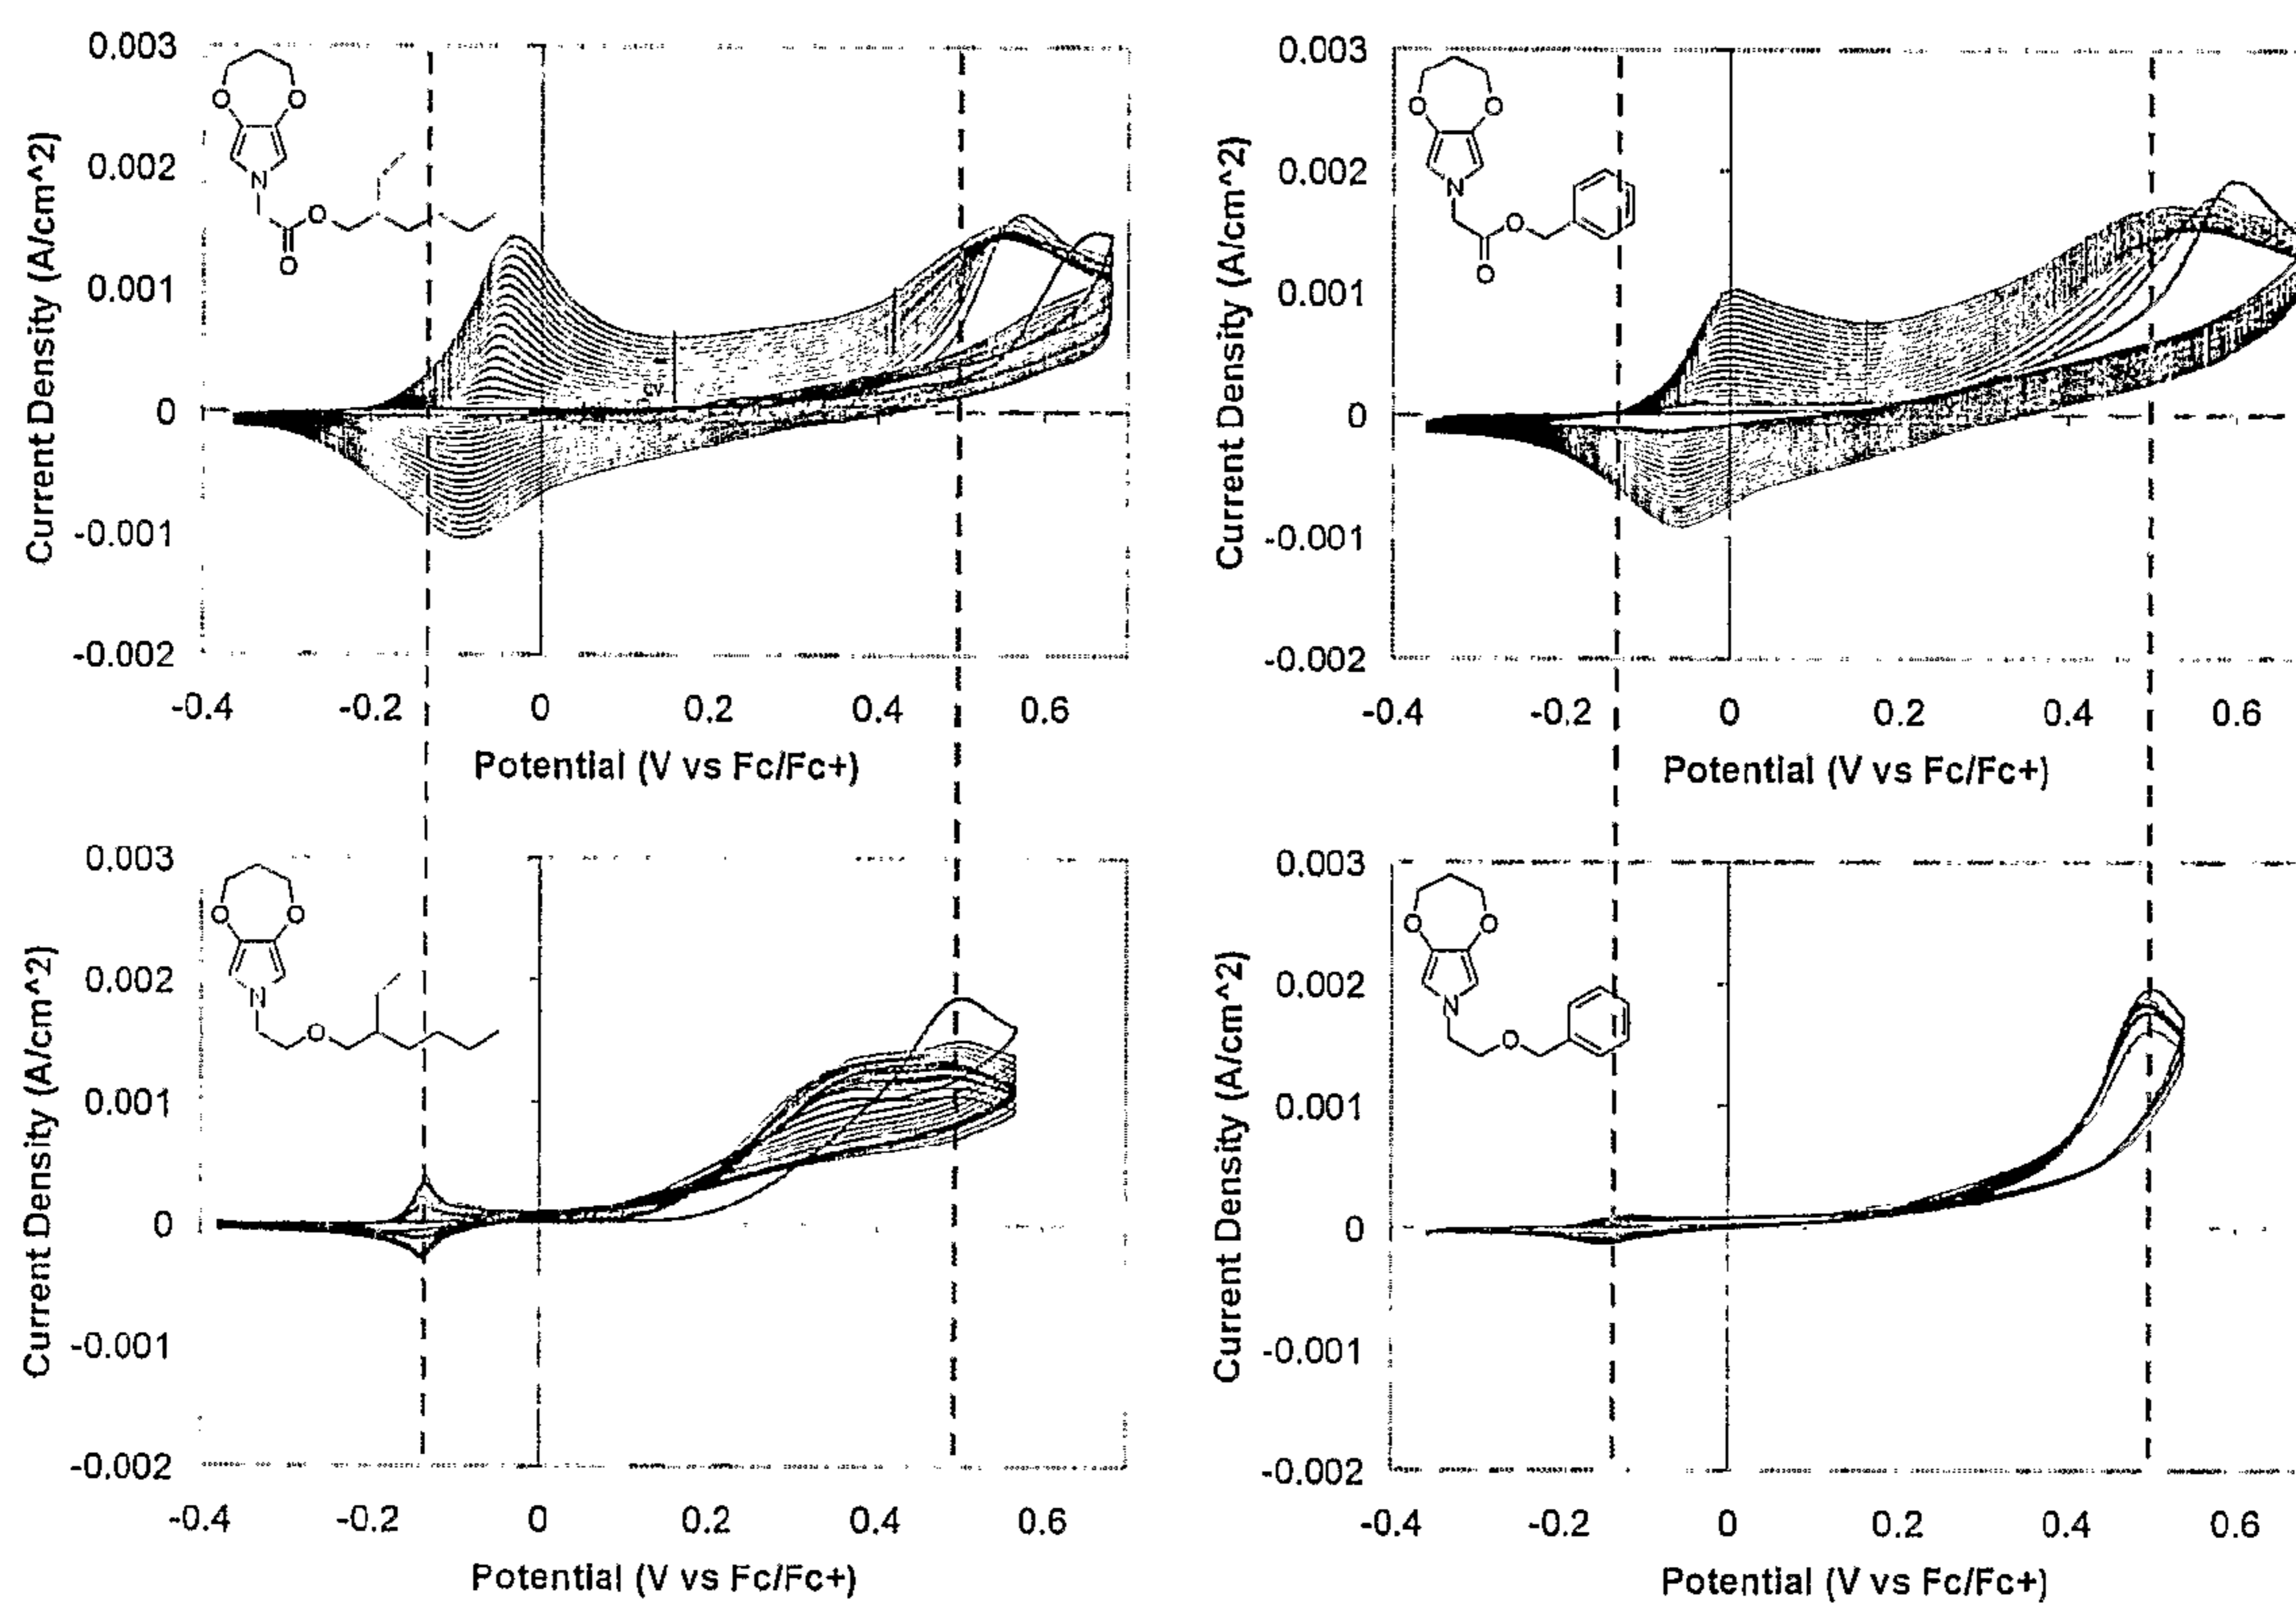 Current Density (A/cm^2)
0.003
0.002
0.001
0
-0.001
-0.002
O O
N
O
O
-0.4 -0.2 0 0.2 0.4 0.6
Potential (V vs Fc/Fc+)
Current Density (A/cm^2)
0.003
0.002
0.001
0
-0.001
-0.002
O O
N
O
O
-0.4 -0.2 0 0.2 0.4 0.6
Potential (V vs Fc/Fc+)
Current Density (A/cm^2)
0.003
0.002
0.001
0
-0.001
-0.002
O O
N
O
-0.4 -0.2 0 0.2 0.4 0.6
Potential (V vs Fc/Fc+)
Current Density (A/cm^2)
0.003
0.002
0.001
0
-0.001
-0.002
O O
N
O
-0.4 -0.2 0 0.2 0.4 0.6
Potential (V vs Fc/Fc+)